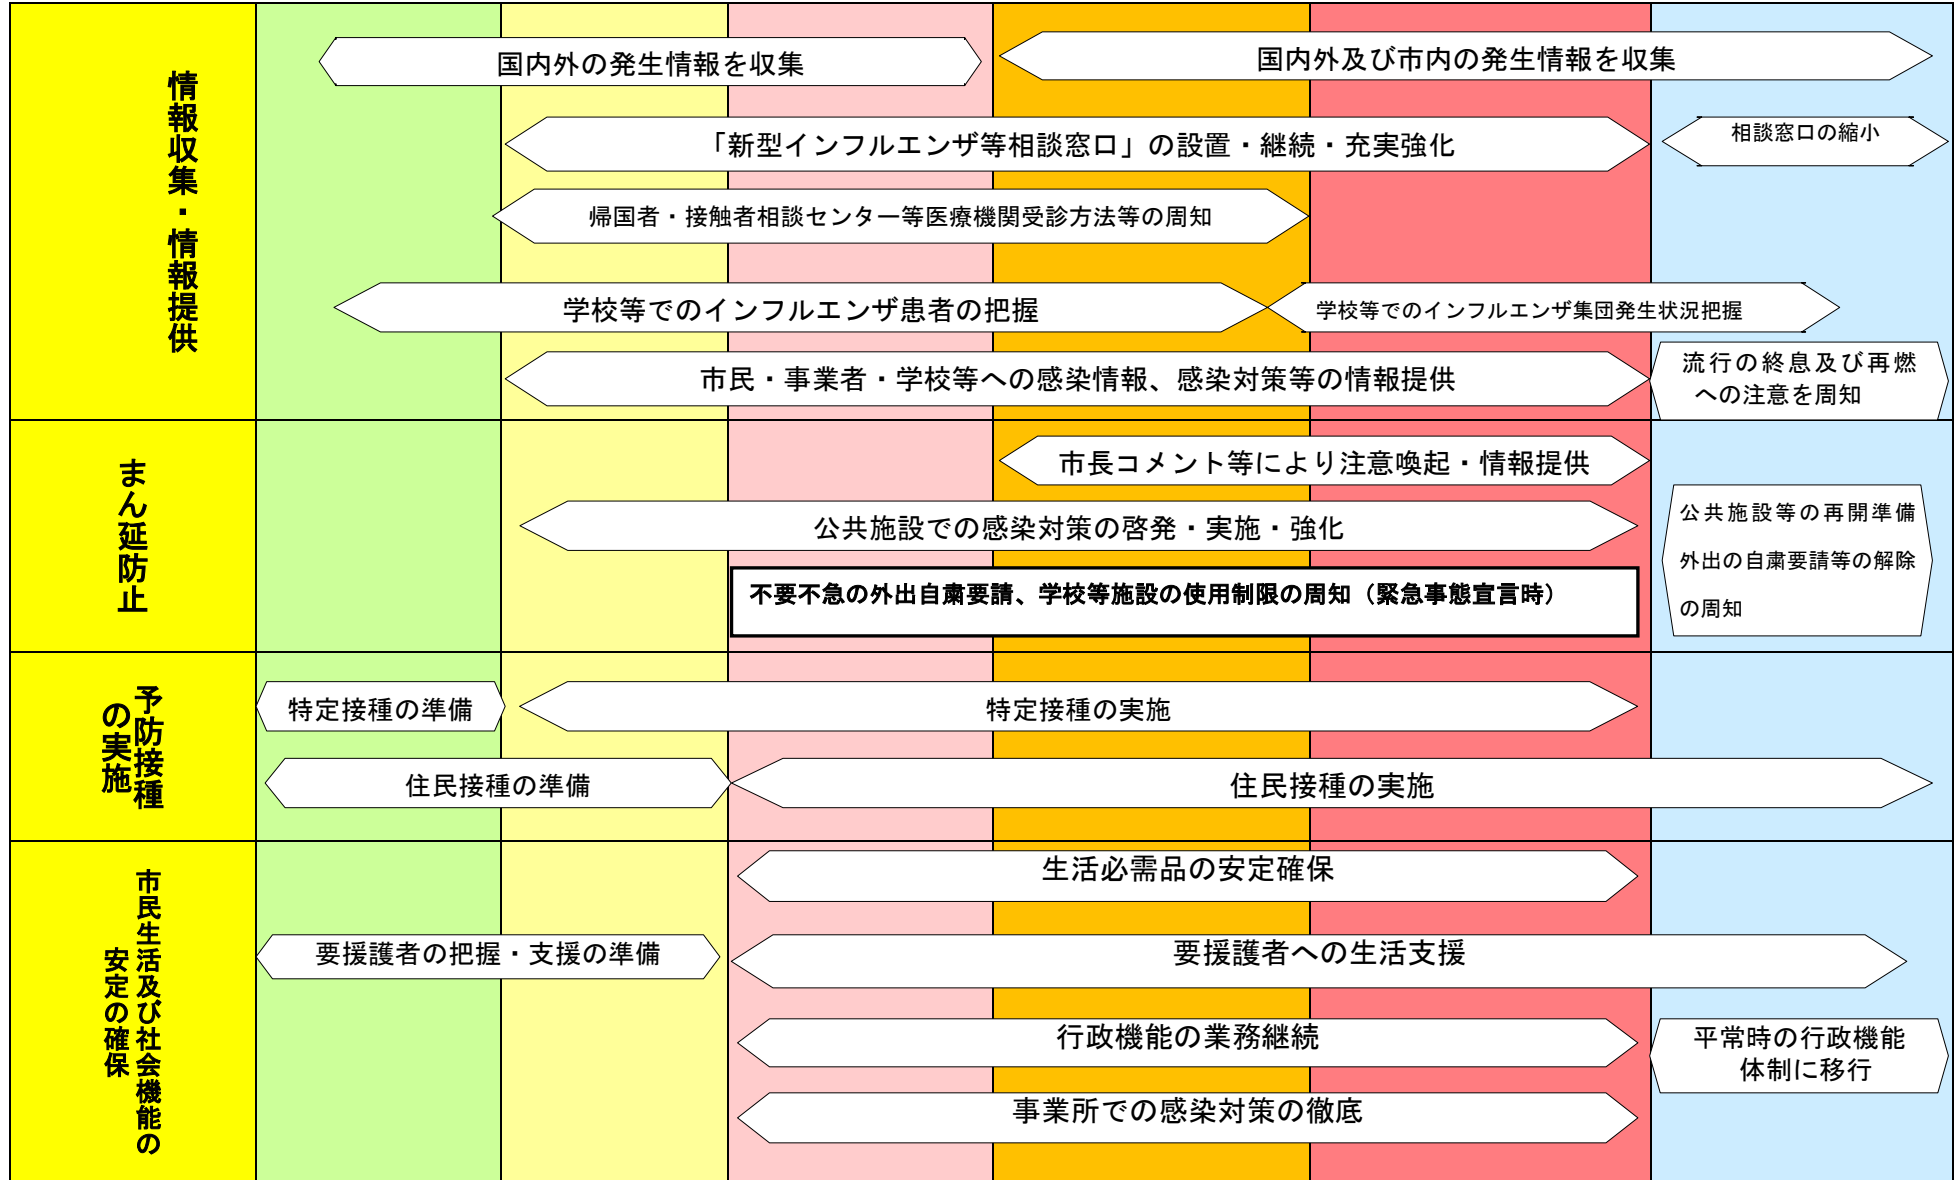 情報収集・情報提供
国内外の発生情報を収集
国内外及び市内の発生情報を収集
「新型インフルエンザ等相談窓口」の設置・継続・充実強化
相談窓口の縮小
帰国者・接触者相談センター等医療機関受診方法等の周知
学校等でのインフルエンザ患者の把握
学校等でのインフルエンザ集団発生状況把握
市民・事業者・学校等への感染情報、感染対策等の情報提供
流行の終息及び再燃
への注意を周知
まん延防止
市長コメント等により注意喚起・情報提供
公共施設での感染対策の啓発・実施・強化
不要不急の外出自粛要請、学校等施設の使用制限の周知（緊急事態宣言時）
公共施設等の再開準備
外出の自粛要請等の解除
の周知
予防接種
の実施
特定接種の準備
特定接種の実施
住民接種の準備
住民接種の実施
市民生活及び社会機能の
安定の確保
生活必需品の安定確保
要援護者の把握・支援の準備
要援護者への生活支援
行政機能の業務継続
平常時の行政機能
体制に移行
事業所での感染対策の徹底